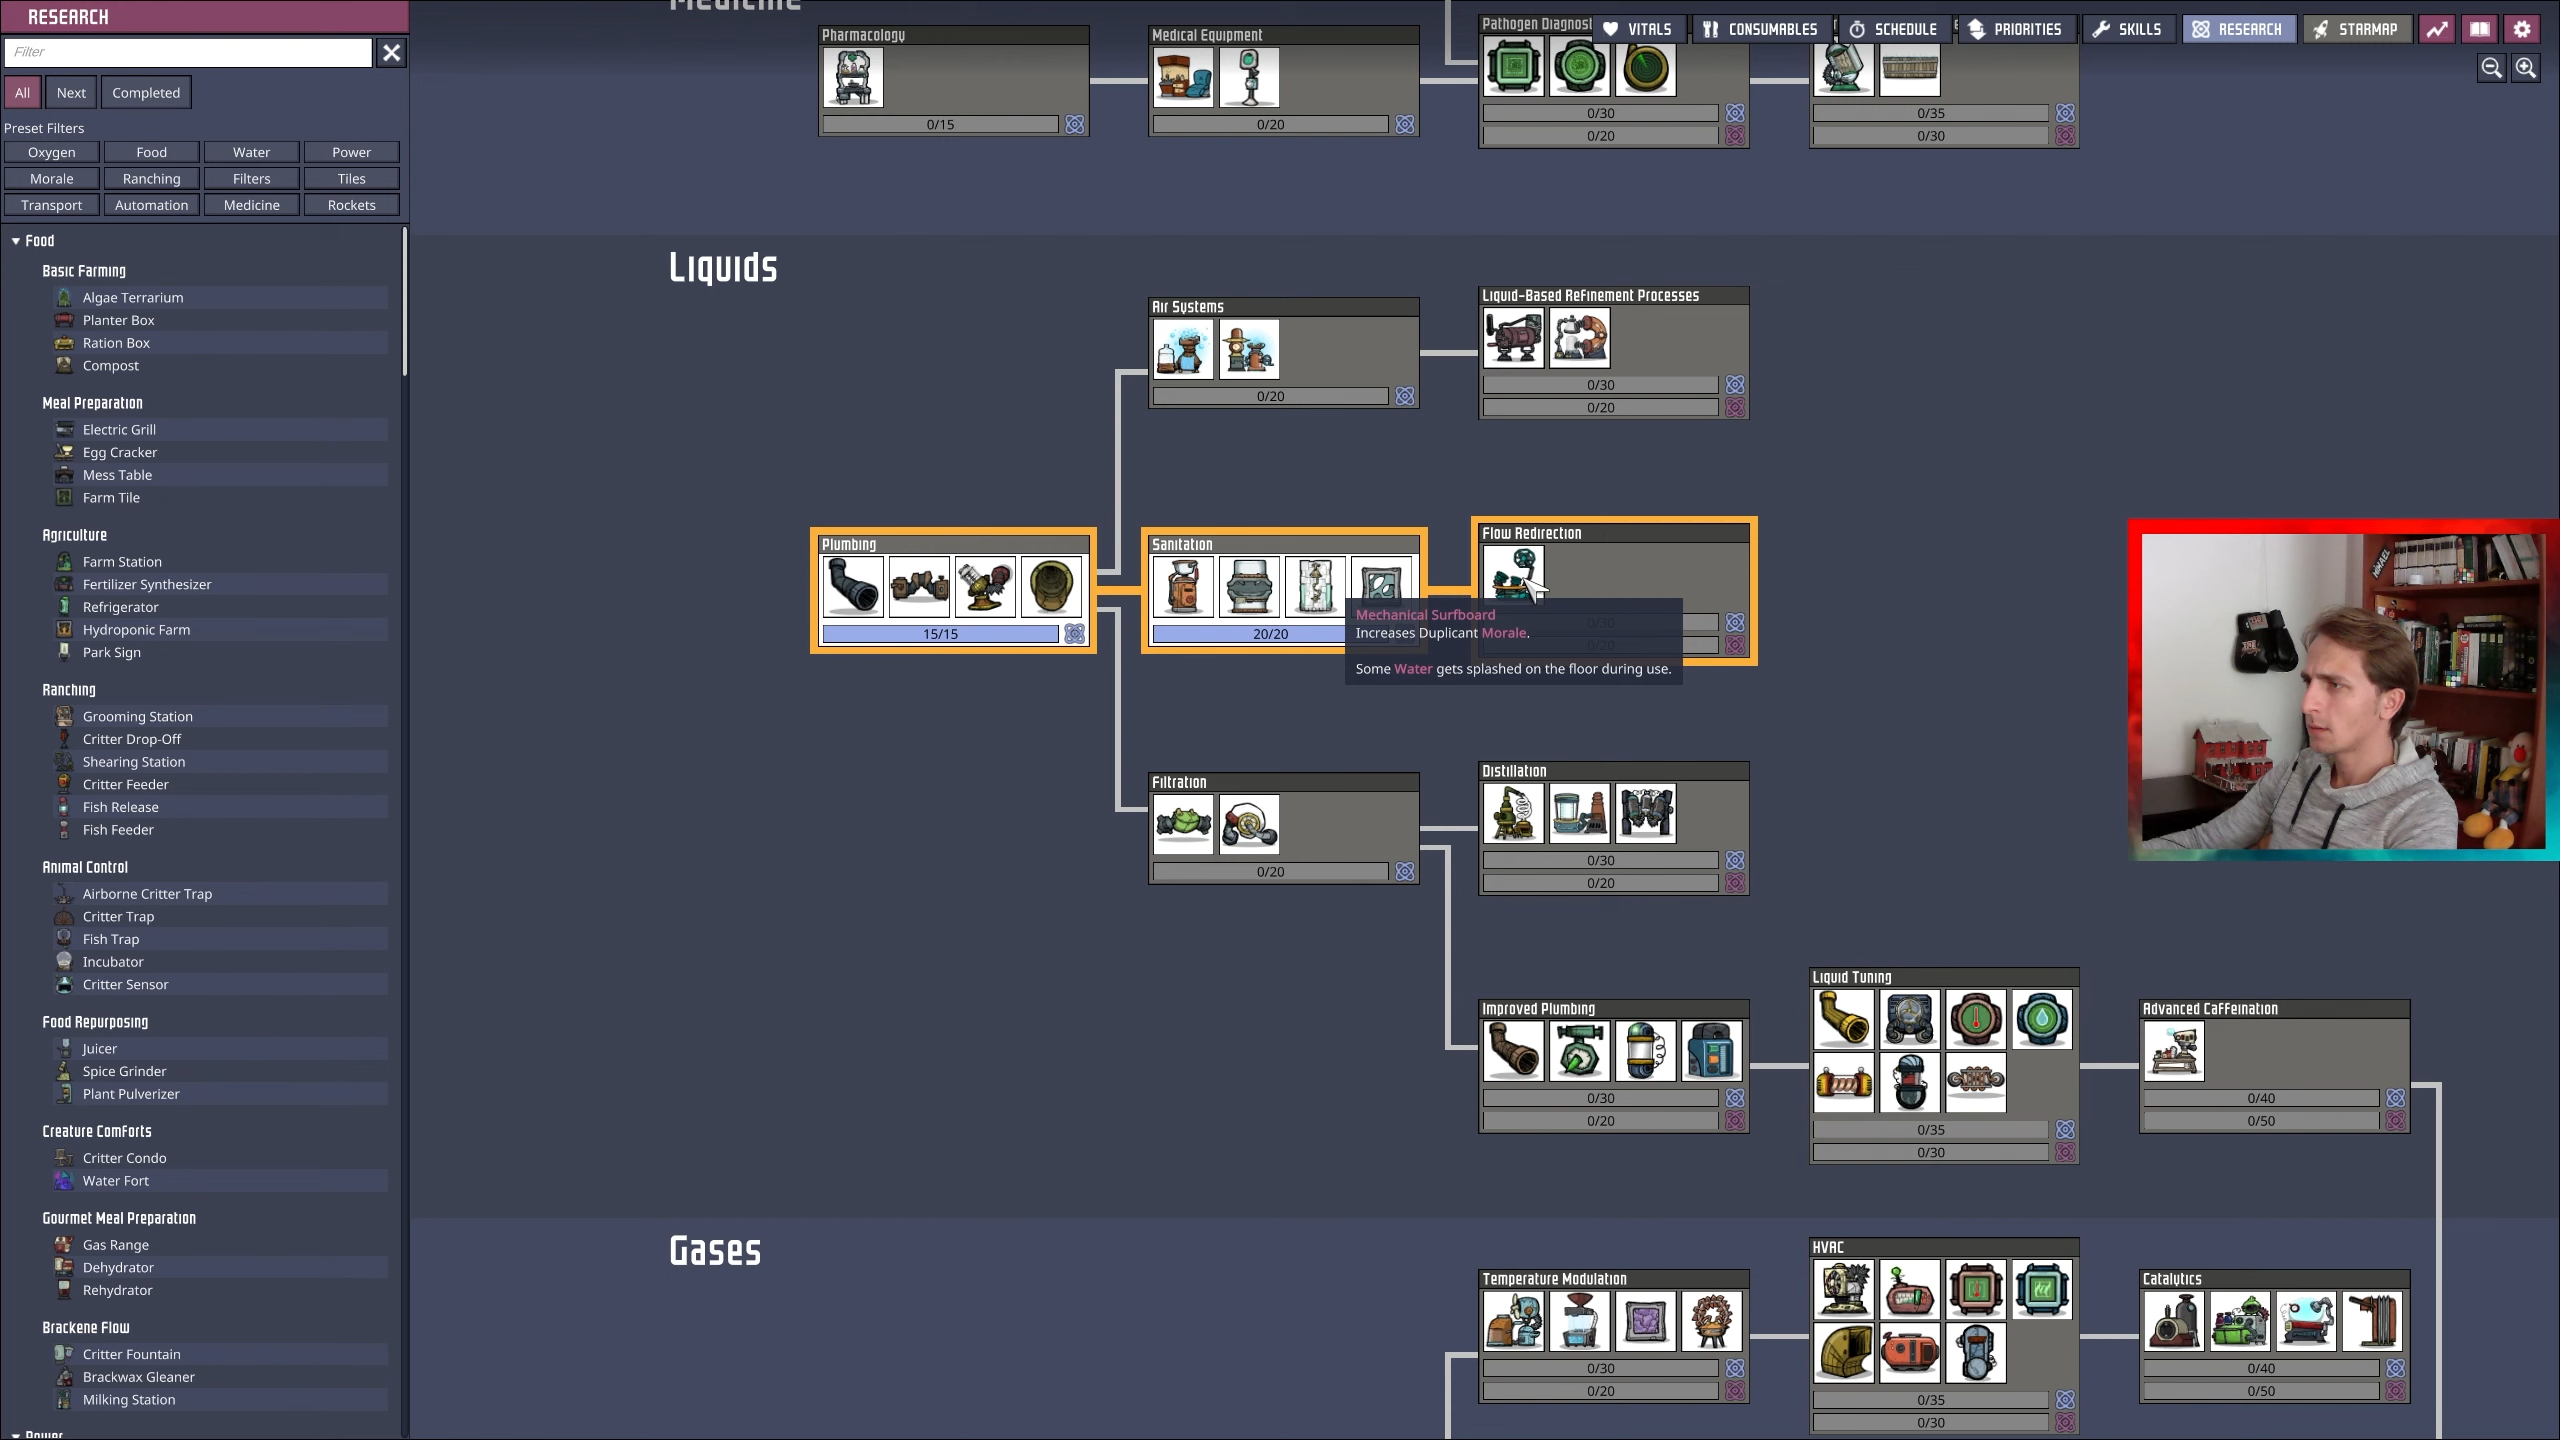 RESEARCH
Filter
All
Next
Completed
Preset Filters
Oxygen
Food
Water
Power
Morale
Ranching
Filters
Tiles
Transport
Automation
Medicine
Rockets
Food
Basic Farming
Algae Terrarium
Planter Box
Ration Box
Compost
Meal Preparation
Electric Grill
Egg Cracker
Mess Table
Farm Tile
Agriculture
Farm Station
Fertilizer Synthesizer
Refrigerator
Hydroponic Farm
Park Sign
Ranching
Grooming Station
Critter Drop-Off
Shearing Station
Critter Feeder
Fish Release
Fish Feeder
Animal Control
Airborne Critter Trap
Critter Trap
Fish Trap
Incubator
Critter Sensor
Food Repurposing
Juicer
Spice Grinder
Plant Pulverizer
Creature Comforts
Critter Condo
Water Fort
Gourmet Meal Preparation
Gas Range
Dehydrator
Rehydrator
Brackene Flow
Critter Fountain
Brackwax Gleaner
Milking Station
Power
VITALS
CONSUMABLES
SCHEDULE
PRIORITIES
SKILLS
RESEARCH
STARMAP
Medicine
Pharmacology
0/15
Medical Equipment
0/20
Pathogen Diagnost
0/30
0/20
0/35
0/30
Liquids
Air Systems
0/20
Liquid-Based Refinement Processes
0/30
0/20
Plumbing
15/15
Sanitation
20/20
Flow Redirection
0/30
0/20
Mechanical Surfboard
Increases Duplicant Morale.
Some Water gets splashed on the floor during use.
Filtration
0/20
Distillation
0/30
0/20
Improved Plumbing
0/30
0/20
Liquid Tuning
0/35
0/30
Advanced Caffeination
0/40
0/50
Gases
Temperature Modulation
0/30
0/20
HVAC
0/35
0/30
Catalytics
0/40
0/50